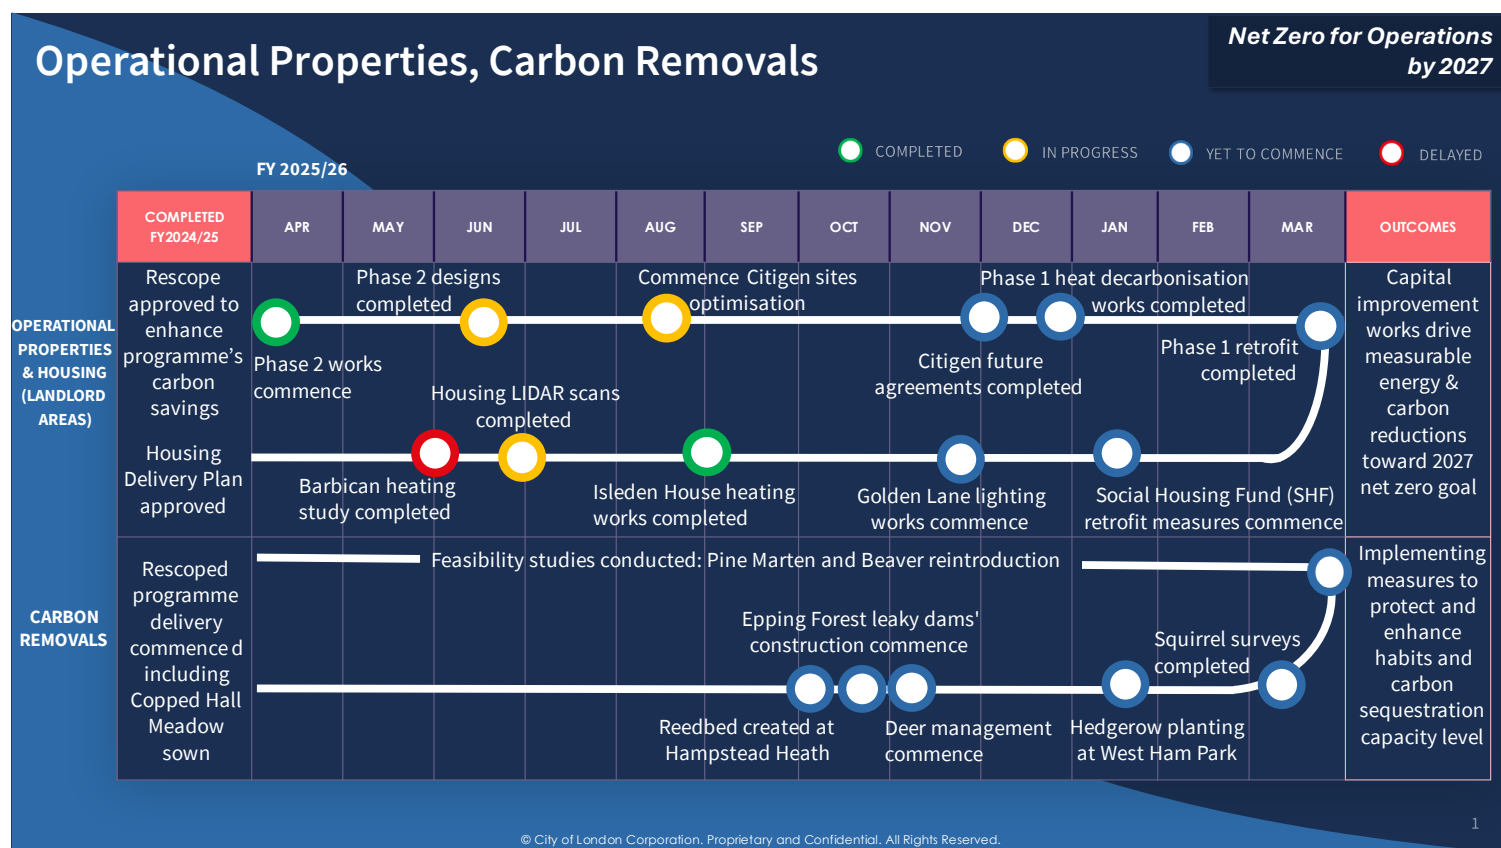 Operational Properties, Carbon Removals
Net Zero for Operations
by 2027
COMPLETED
IN PROGRESS
YET TO COMMENCE
DELAYED
FY 2025/26
COMPLETED
FY2024/25
APR
MAY
JUN
JUL
AUG
SEP
OCT
NOV
DEC
JAN
FEB
MAR
OUTCOMES
OPERATIONAL
PROPERTIES
& HOUSING
(LANDLORD
AREAS)
Rescope
approved to
enhance
programme's
carbon
savings
Housing
Delivery Plan
approved
Phase 2 works
commence
Phase 2 designs
completed
Commence Citigen sites
optimisation
Citigen future
agreements completed
Phase 1 heat decarbonisation
works completed
Phase 1 retrofit
completed
Barbican heating
study completed
Housing LIDAR scans
completed
Isleden House heating
works completed
Golden Lane lighting
works commence
Social Housing Fund (SHF)
retrofit measures commence
Capital
improvement
works drive
measurable
energy &
carbon
reductions
toward 2027
net zero goal
CARBON
REMOVALS
Rescoped
programme
delivery
commenced
including
Copped Hall
Meadow
sown
Feasibility studies conducted: Pine Marten and Beaver reintroduction
Epping Forest leaky dams'
construction commence
Reedbed created at
Hampstead Heath
Deer management
commence
Squirrel surveys
completed
Hedgerow planting
at West Ham Park
Implementing
measures to
protect and
enhance
habits and
carbon
sequestration
capacity level
© City of London Corporation. Proprietary and Confidential. All Rights Reserved.
1